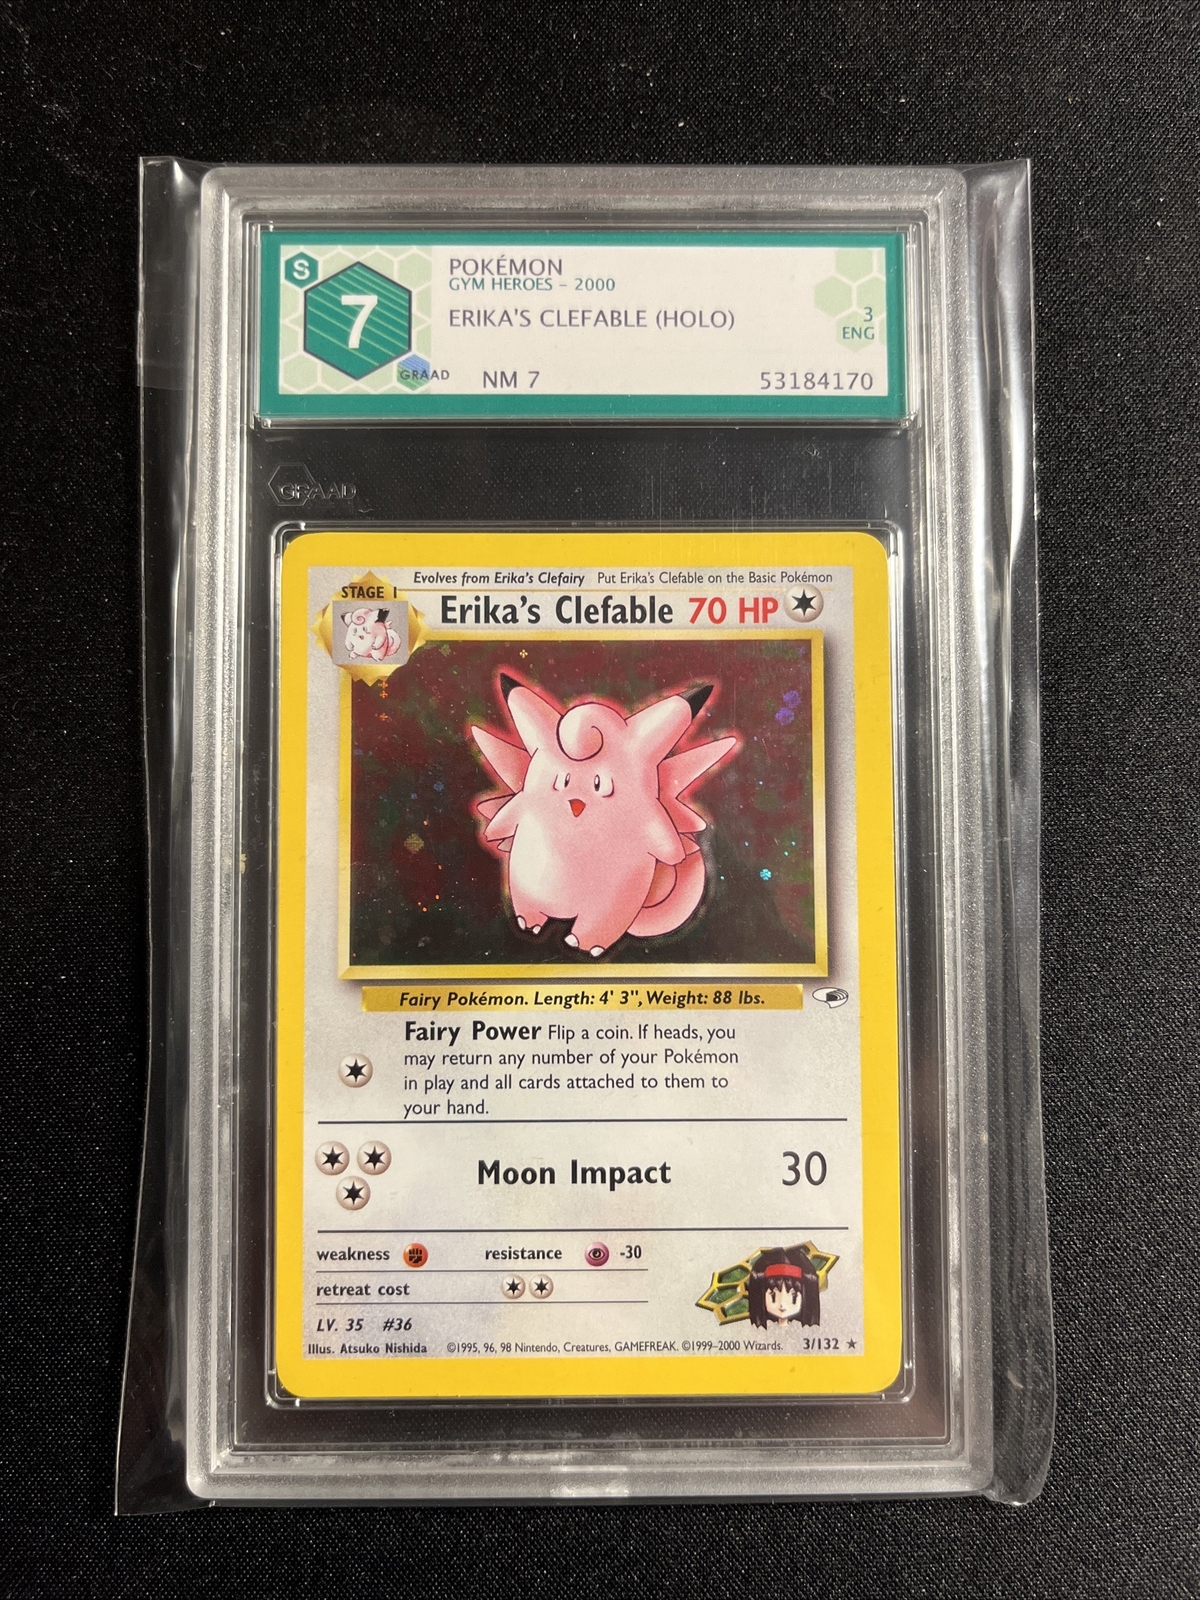 S
7
GRAAD
POKÉMON
GYM HEROES – 2000
ERIKA'S CLEFABLE (HOLO)
3
ENG
NM 7
53184170
GRAAD
Evolves from Erika's Clefairy Put Erika's Clefable on the Basic Pokémon
STAGE 1
Erika's Clefable 70 HP
Fairy Pokémon. Length: 4' 3", Weight: 88 lbs.
Fairy Power Flip a coin. If heads, you
may return any number of your Pokémon
in play and all cards attached to them to
your hand.
Moon Impact 30
weakness resistance -30
retreat cost
LV. 35 #36
Illus. Atsuko Nishida ©1995, 96, 98 Nintendo, Creatures, GAMEFREAK. ©1999–2000 Wizards. 3/132 ★